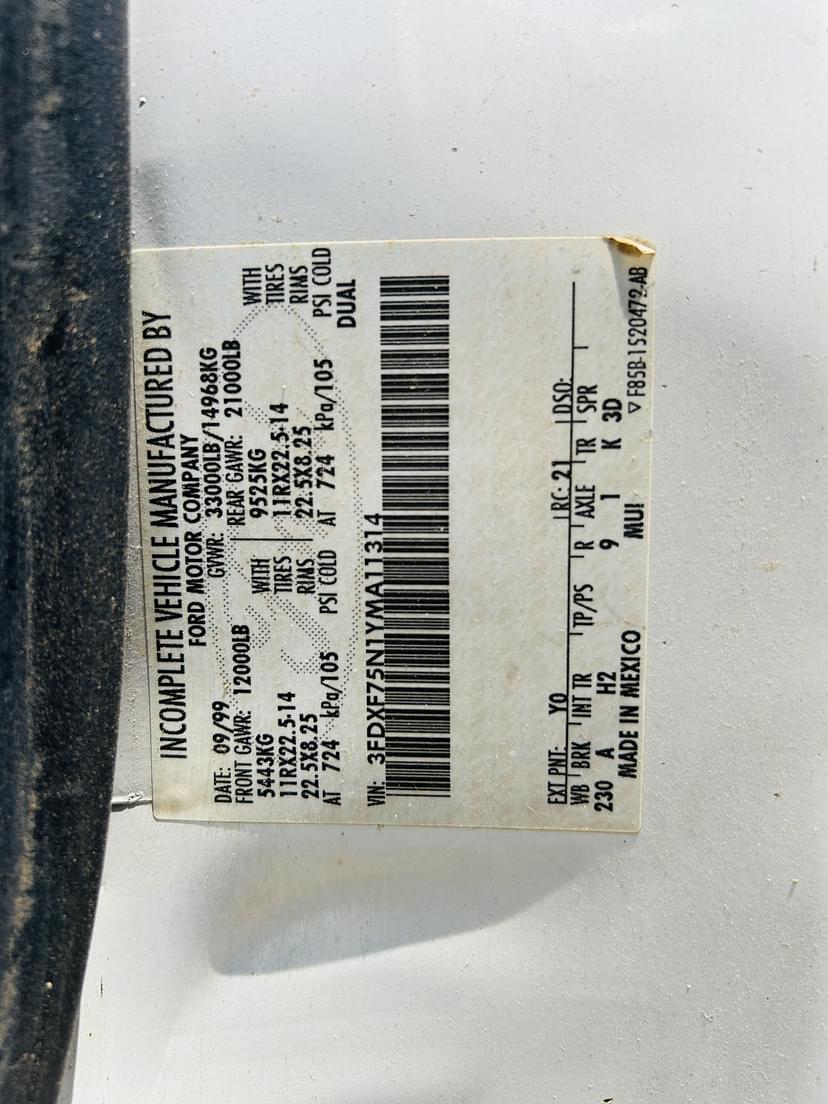 INCOMPLETE VEHICLE MANUFACTURED BY
FORD MOTOR COMPANY
DATE: 09/99 GVWR: 33000LB/14968KG
FRONT GAWR: 12000LB REAR GAWR: 21000LB
5443KG WITH 9525KG WITH
11RX22.5-14 TIRES 11RX22.5-14 TIRES
22.5X8.25 RIMS 22.5X8.25 RIMS
AT 724 kPa/105 PSI COLD AT 724 kPa/105 PSI COLD
DUAL
VIN: 3FDXF75N1YMA11314
EXT PNT: YO RC: 21 DSO:
WB BRK INT TR TP/PS R AXLE TR SPR
230 A H2 9 1 K 3D
MADE IN MEXICO MUI ▽ F85B-1520472-AB